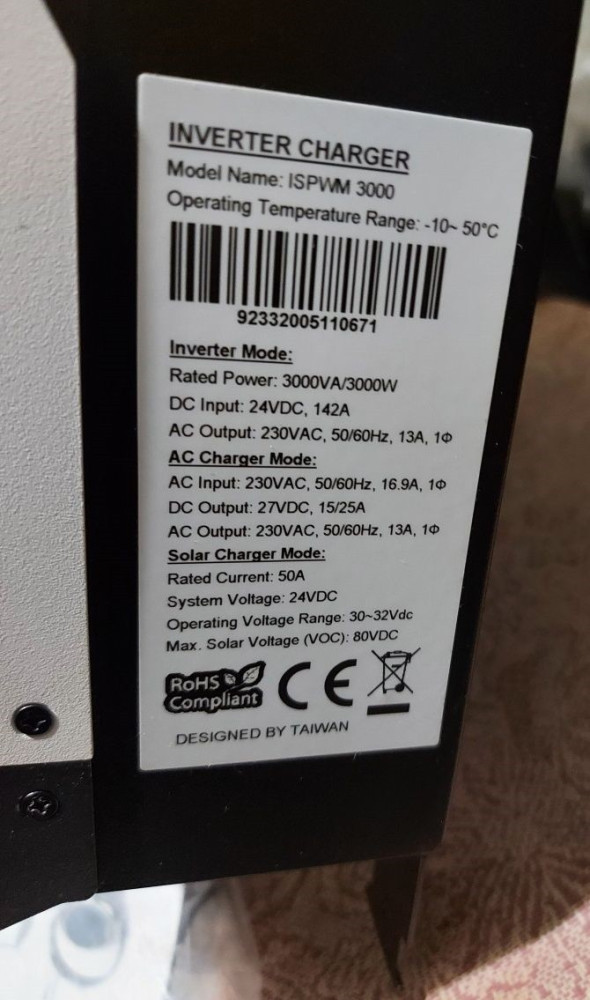 INVERTER CHARGER
Model Name: ISPWM 3000
Operating Temperature Range: -10~ 50°C
92332005110671
Inverter Mode:
Rated Power: 3000VA/3000W
DC Input: 24VDC, 142A
AC Output: 230VAC, 50/60Hz, 13A, 1Φ
AC Charger Mode:
AC Input: 230VAC, 50/60Hz, 16.9A, 1Φ
DC Output: 27VDC, 15/25A
AC Output: 230VAC, 50/60Hz, 13A, 1Φ
Solar Charger Mode:
Rated Current: 50A
System Voltage: 24VDC
Operating Voltage Range: 30~32Vdc
Max. Solar Voltage (VOC): 80VDC
RoHS
Compliant
CE
DESIGNED BY TAIWAN